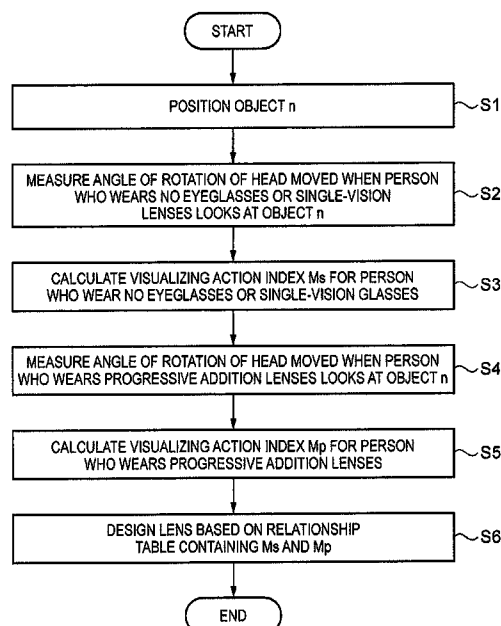 START
POSITION OBJECT n
S1
MEASURE ANGLE OF ROTATION OF HEAD MOVED WHEN PERSON
WHO WEARS NO EYEGLASSES OR SINGLE-VISION
LENSES LOOKS AT OBJECT n
S2
CALCULATE VISUALIZING ACTION INDEX Ms FOR PERSON
WHO WEAR NO EYEGLASSES OR SINGLE-VISION GLASSES
S3
MEASURE ANGLE OF ROTATION OF HEAD MOVED WHEN PERSON
WHO WEARS PROGRESSIVE ADDITION LENSES LOOKS AT OBJECT n
S4
CALCULATE VISUALIZING ACTION INDEX Mp FOR PERSON
WHO WEARS PROGRESSIVE ADDITION LENSES
S5
DESIGN LENS BASED ON RELATIONSHIP
TABLE CONTAINING Ms AND Mp
S6
END